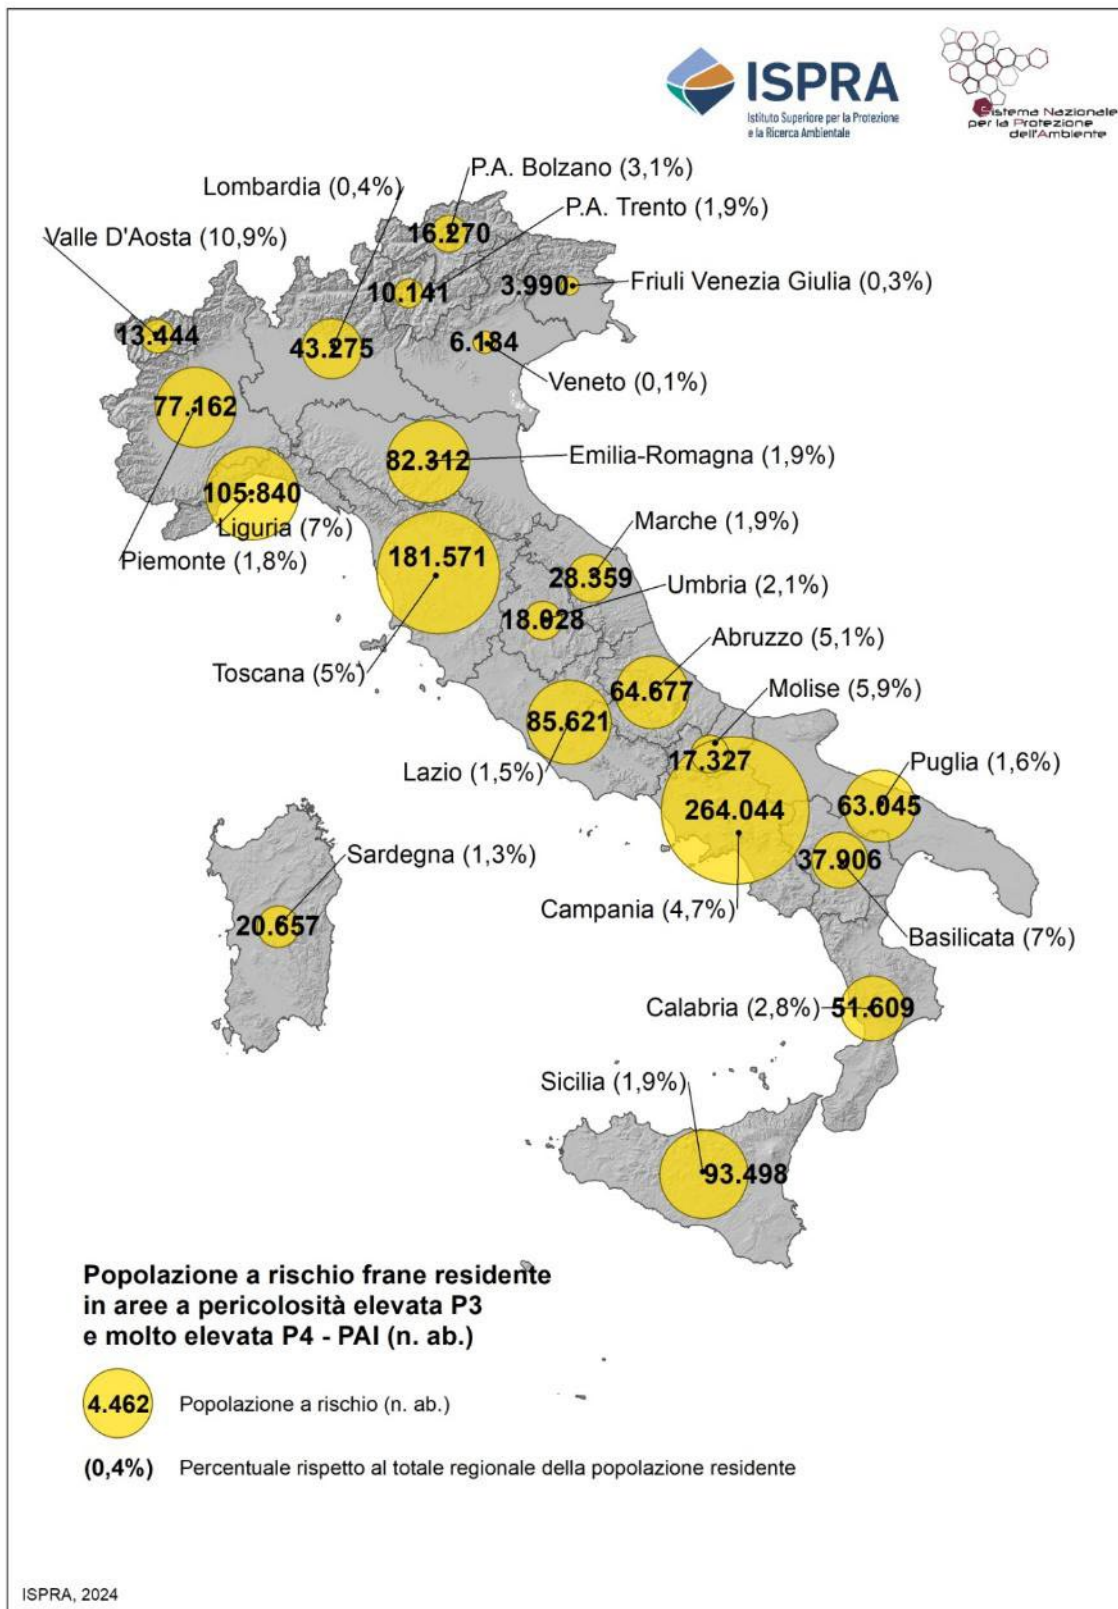 ISPRA
Istituto Superiore per la Protezione
e la Ricerca Ambientale
Sistema Nazionale
per la Protezione
dell'Ambiente
P.A. Bolzano (3,1%)
Lombardia (0,4%)
P.A. Trento (1,9%)
Valle D'Aosta (10,9%)
16.270
10.141
3.990
Friuli Venezia Giulia (0,3%)
13.444
43.275
6.184
Veneto (0,1%)
77.162
82.312
Emilia-Romagna (1,9%)
105.840
Liguria (7%)
Piemonte (1,8%)
Marche (1,9%)
181.571
28.359
Umbria (2,1%)
18.028
Abruzzo (5,1%)
Toscana (5%)
64.677
Molise (5,9%)
85.621
17.327
Puglia (1,6%)
Lazio (1,5%)
264.044
63.045
Sardegna (1,3%)
37.906
Campania (4,7%)
20.657
Basilicata (7%)
Calabria (2,8%)
51.609
Sicilia (1,9%)
93.498
Popolazione a rischio frane residente
in aree a pericolosità elevata P3
e molto elevata P4 - PAI (n. ab.)
4.462
Popolazione a rischio (n. ab.)
(0,4%)
Percentuale rispetto al totale regionale della popolazione residente
ISPRA, 2024